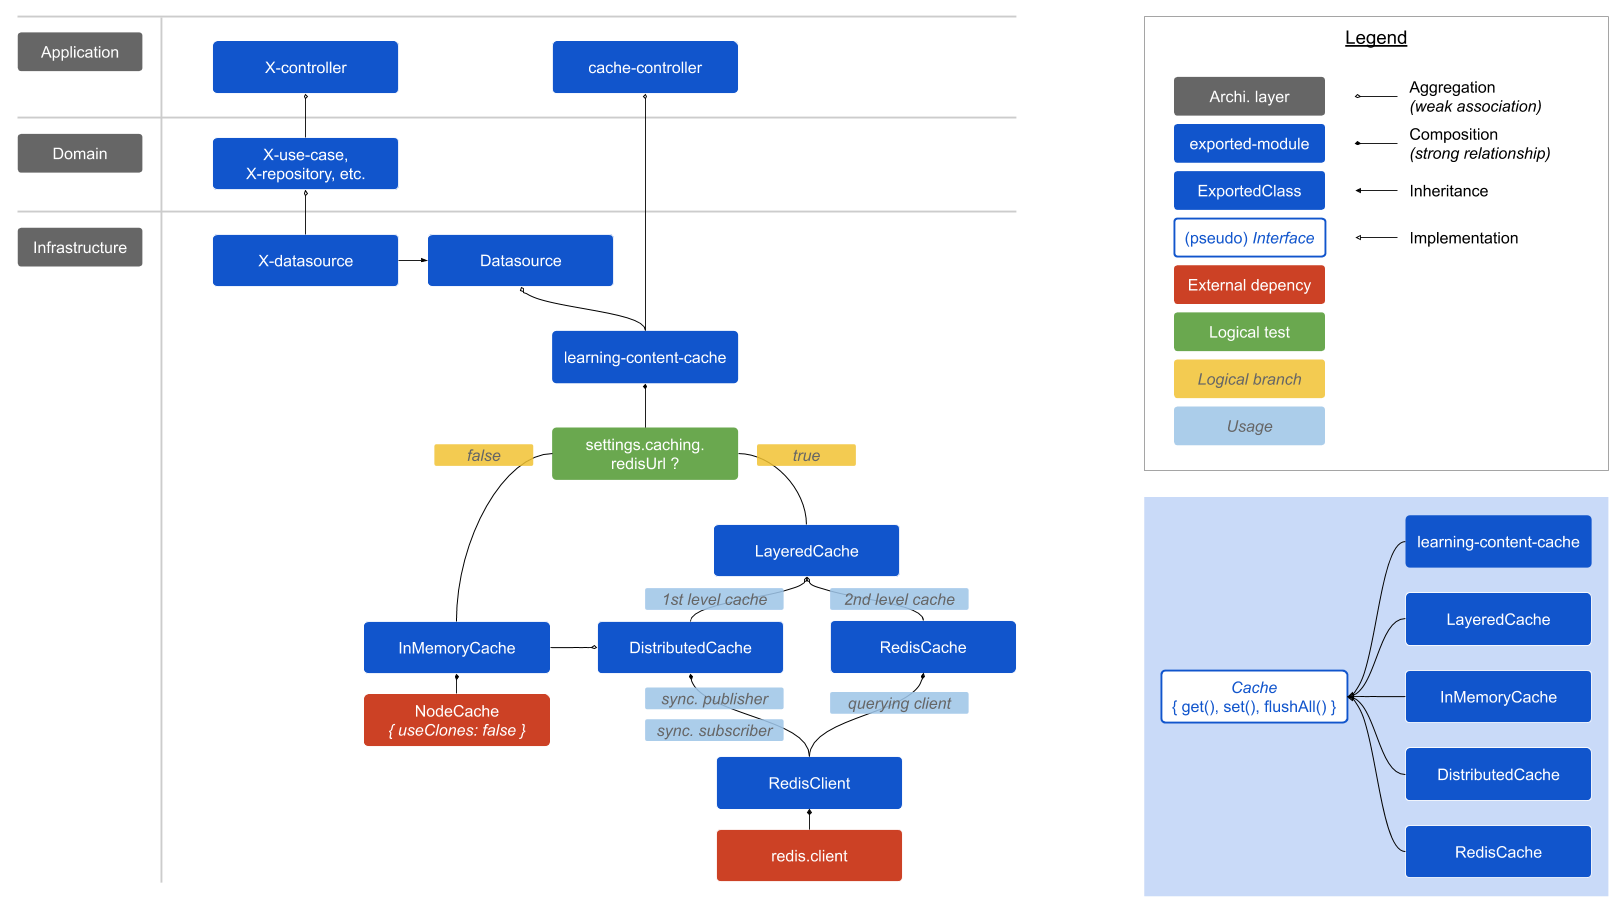 Application
X-controller
cache-controller
Domain
X-use-case,
X-repository, etc.
Infrastructure
X-datasource
Datasource
learning-content-cache
settings.caching.
redisUrl ?
false
true
LayeredCache
1st level cache
2nd level cache
InMemoryCache
DistributedCache
RedisCache
NodeCache
{ useClones: false }
sync. publisher
sync. subscriber
querying client
RedisClient
redis.client
Legend
Archi. layer
Aggregation
(weak association)
exported-module
Composition
(strong relationship)
ExportedClass
Inheritance
(pseudo) Interface
Implementation
External depency
Logical test
Logical branch
Usage
learning-content-cache
LayeredCache
Cache
{ get(), set(), flushAll() }
InMemoryCache
DistributedCache
RedisCache